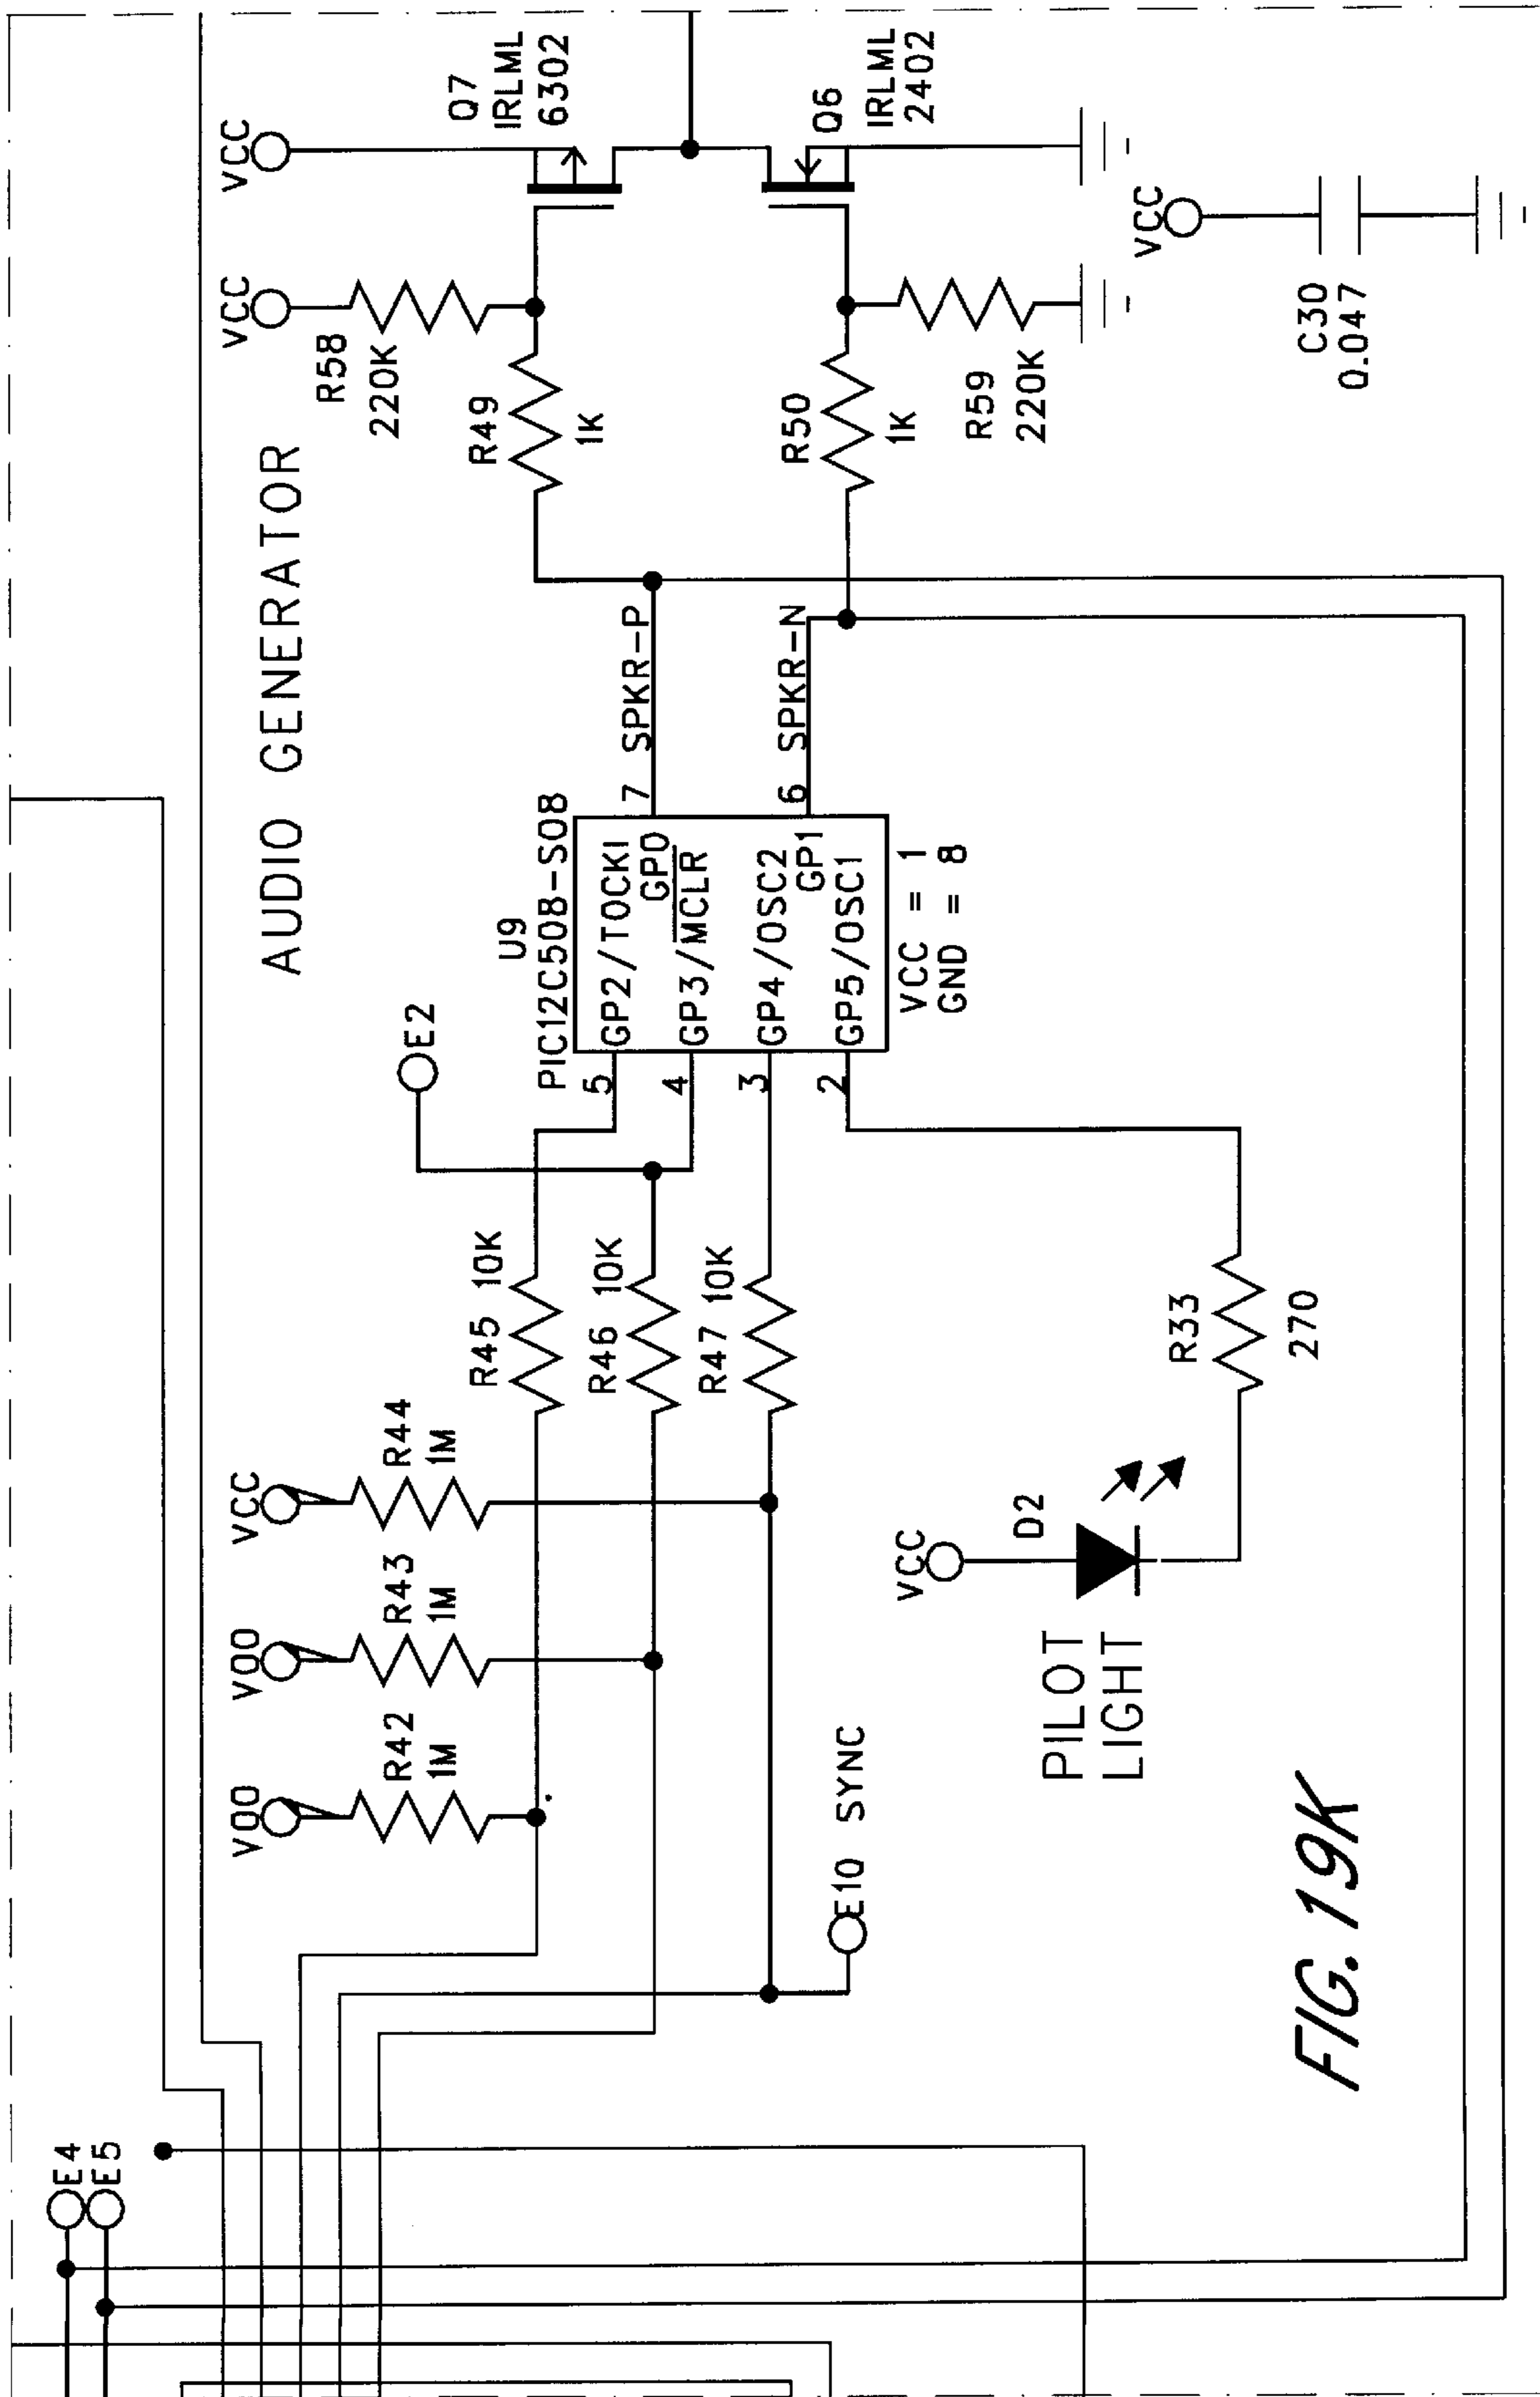 AUDIO GENERATOR
VCC
Q7
IRLML
6302
VCC
R58
220K
R49
1K
Q6
IRLML
2402
R50
1K
R59
220K
VCC
C30
0.047
U9
PIC12C508-SO8
GP2/TOCKI
GP0
GP3/MCLR
GP4/OSC2
GP1
GP5/OSC1
VCC = 1
GND = 8
7 SPKR-P
6 SPKR-N
5
4
3
2
E2
R45 10K
R46 10K
R47 10K
VOO
R42
1M
VOO
R43
1M
VCC
R44
1M
E10 SYNC
VCC
D2
PILOT
LIGHT
R33
270
E4
E5
FIG. 19K